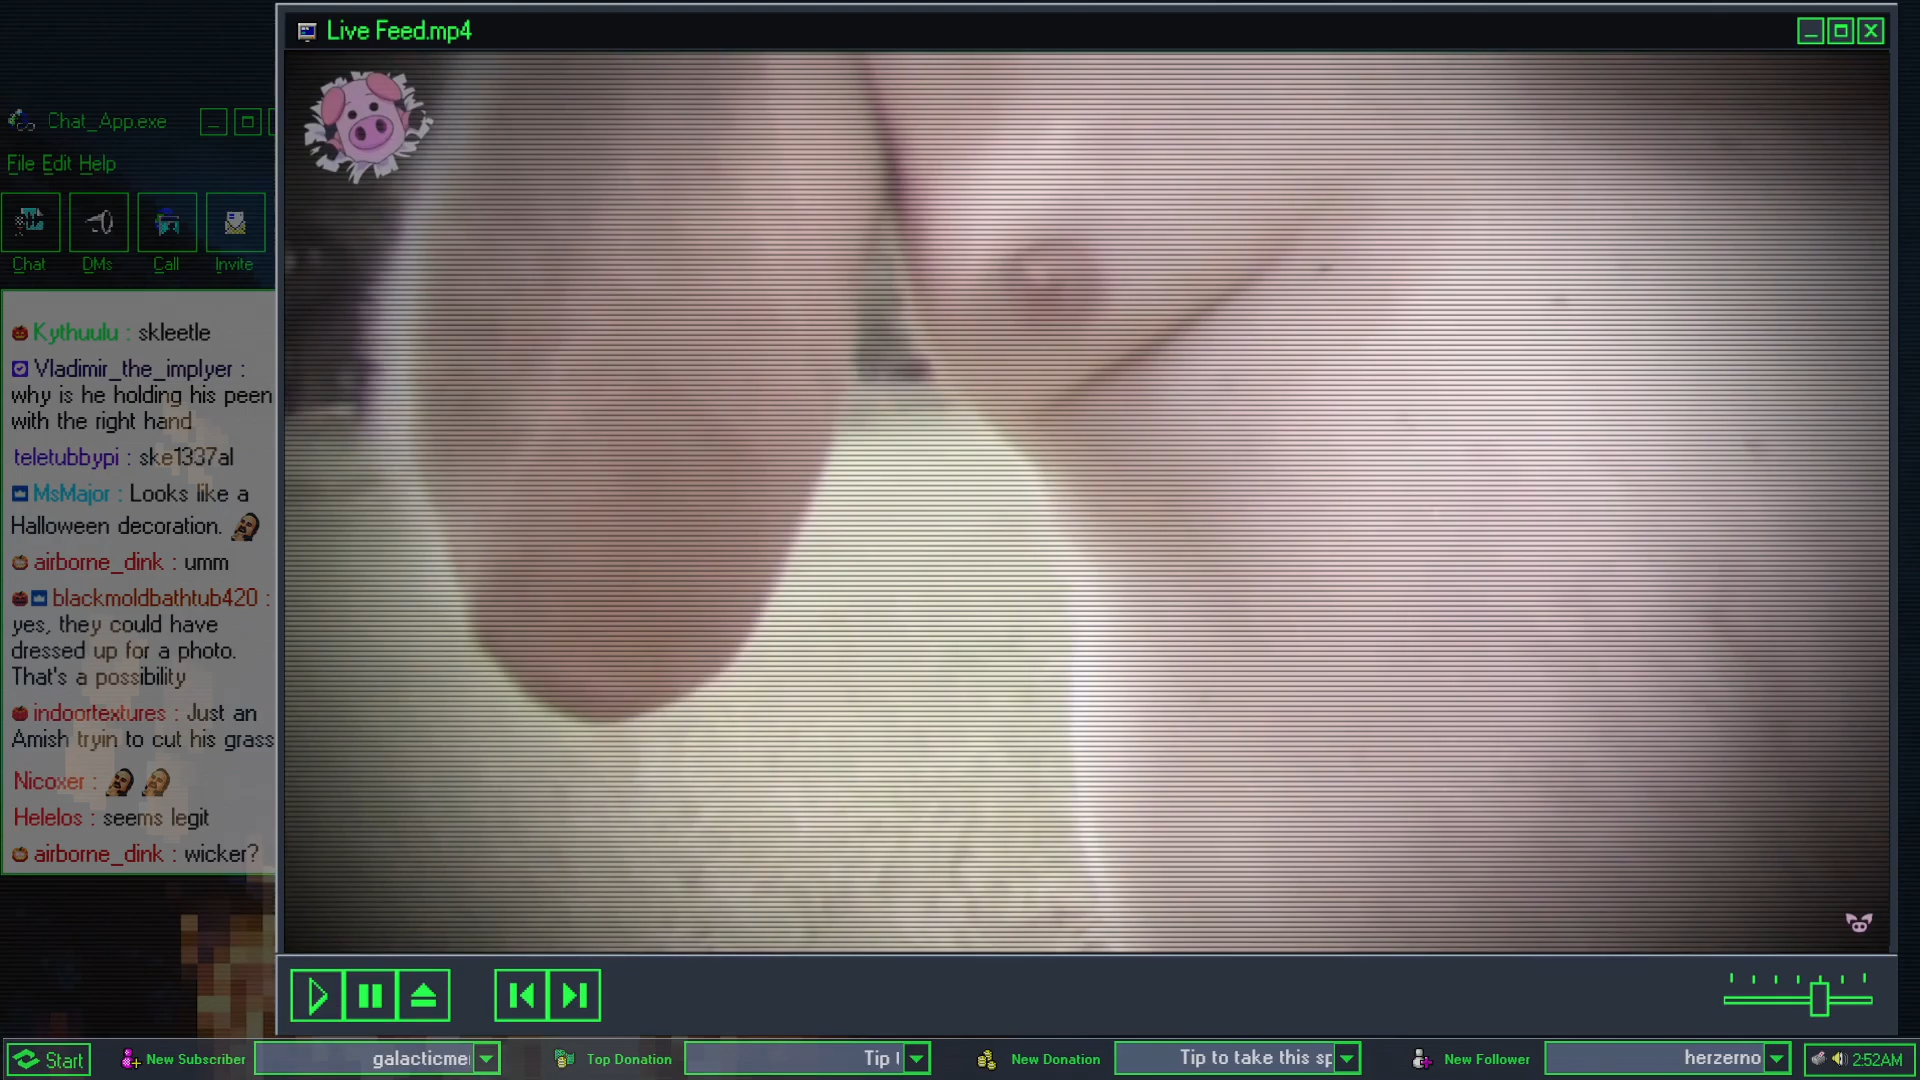 Live Feed.mp4
Chat_App.exe
File Edit Help
Chat DMs Call Invite
Kythuulu : skleetle
Vladimir_the_implyer :
why is he holding his peen
with the right hand
teletubbypi : ske1337al
MsMajor : Looks like a
Halloween decoration.
airborne_dink : umm
blackmoldbathtub420 :
yes, they could have
dressed up for a photo.
That's a possibility
indoortextures : Just an
Amish tryin to cut his grass
Nicoxer :
Helelos : seems legit
airborne_dink : wicker?
Start New Subscriber galacticme Top Donation Tip New Donation Tip to take this sp New Follower herzerno 2:52AM